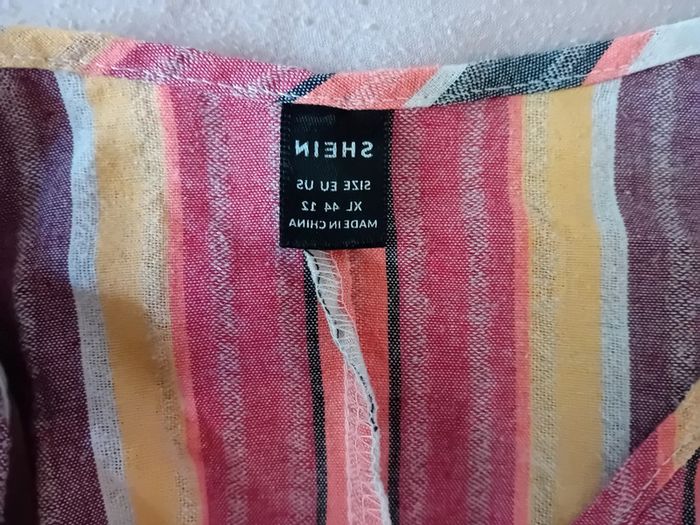 SHEIN
SIZE EU US
XL 44 12
MADE IN CHINA